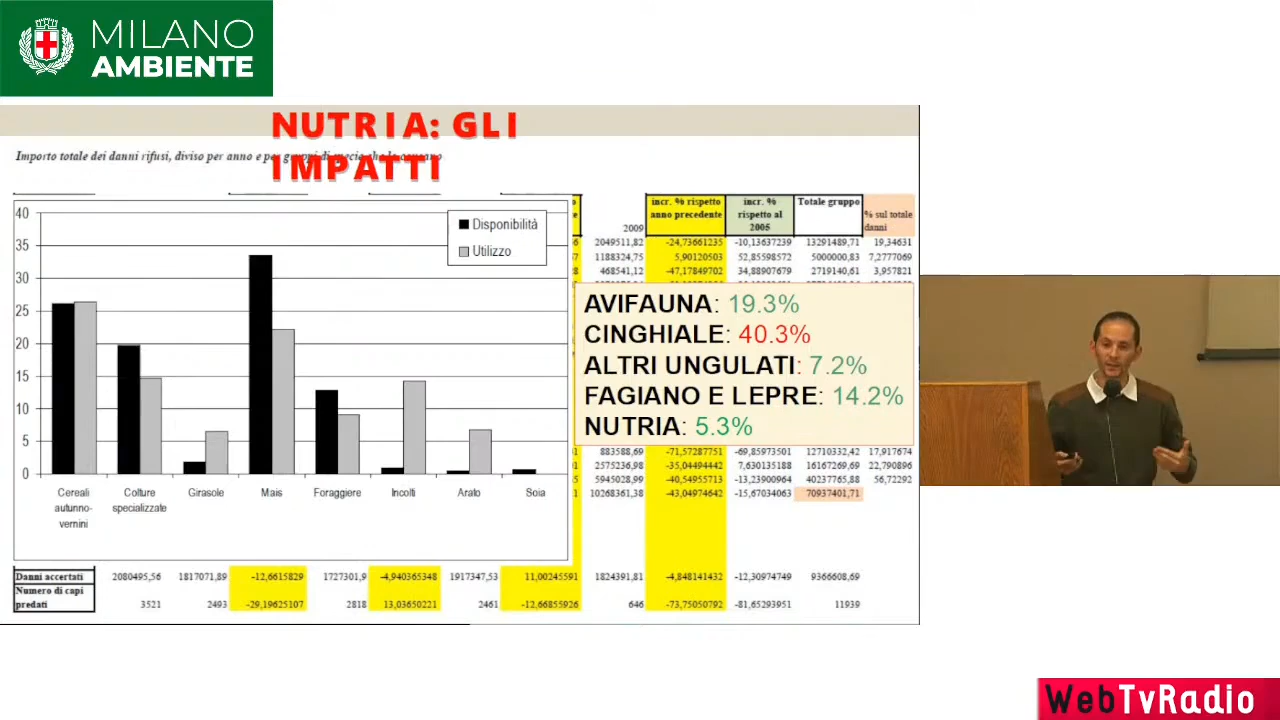 MILANO
AMBIENTE
NUTRIA: GLI
IMPATTI
Importo totale dei danni rifusi, diviso per anno e per gruppi di specie che lo causano
40
35
30
25
20
15
10
5
0
Disponibilità
Utilizzo
Cereali autunno-vernini
Colture specializzate
Girasole
Mais
Foraggiere
Incolti
Arato
Soia
2009
incr. % rispetto anno precedente
incr. % rispetto al 2005
Totale gruppo
% sul totale danni
2049511,82 -24,73661235 -10,13637239 13291489,71 19,34631
1188324,75 5,90120503 52,85598572 5000000,83 7,2777069
468541,12 -47,17849702 34,88907679 2719140,61 3,957821
AVIFAUNA: 19.3%
CINGHIALE: 40.3%
ALTRI UNGULATI: 7.2%
FAGIANO E LEPRE: 14.2%
NUTRIA: 5.3%
883588,69 -71,57287751 -69,85973501 12710332,42 17,917674
2575236,98 -35,04494442 7,630135188 16167269,69 22,790896
5945028,99 -40,54955713 -13,23900964 40237765,88 56,72292
10268361,38 -43,04974642 -15,67034063 70937401,71
Danni accertati 2080495,56 1817071,89 -12,6615829 1727301,9 -4,940365348 1917347,53 11,00245591 1824391,81 -4,848141432 -12,30974749 9366608,69
Numero di capi predati 3521 2493 -29,19625107 2818 13,03650221 2461 -12,66855926 646 -73,75050792 -81,65293951 11939
WebTvRadio